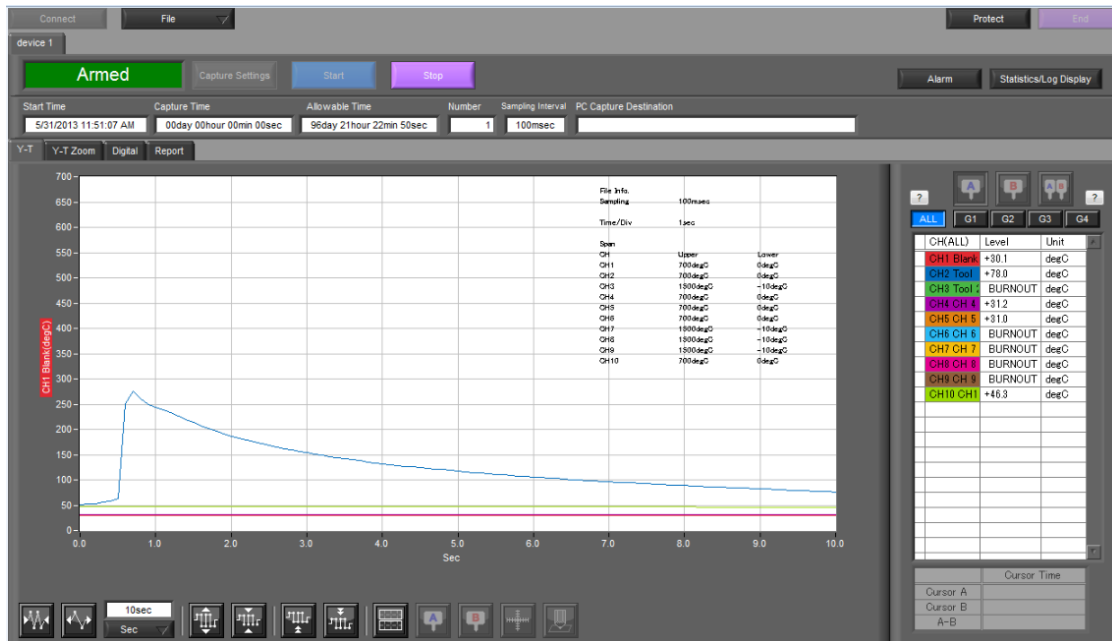 Connect File Protect End
device 1
Armed Capture Settings Start Stop Alarm Statistics/Log Display
Start Time Capture Time Allowable Time Number Sampling Interval PC Capture Destination
5/31/2013 11:51:07 AM 00day 00hour 00min 00sec 96day 21hour 22min 50sec 1 100msec
Y-T Y-T Zoom Digital Report
700
650
600
550
500
450
400
350
300
250
200
150
100
50
0
CH1 Blank(degC)
File Info.
Sampling 100msec
Time/Div 1sec
Span
CH Upper Lower
CH1 700degC 0degC
CH2 700degC 0degC
CH3 1300degC -10degC
CH4 700degC 0degC
CH5 700degC 0degC
CH6 700degC 0degC
CH7 1300degC -10degC
CH8 1300degC -10degC
CH9 1300degC -10degC
CH10 700degC 0degC
0.0 1.0 2.0 3.0 4.0 5.0 6.0 7.0 8.0 9.0 10.0
Sec
A B A B
? ?
ALL G1 G2 G3 G4
CH(ALL) Level Unit
CH1 Blank +30.1 degC
CH2 Tool +78.0 degC
CH3 Tool 2 BURNOUT degC
CH4 CH 4 +31.2 degC
CH5 CH 5 +31.0 degC
CH6 CH 6 BURNOUT degC
CH7 CH 7 BURNOUT degC
CH8 CH 8 BURNOUT degC
CH9 CH 9 BURNOUT degC
CH10 CH1 +46.3 degC
Cursor Time
Cursor A
Cursor B
A-B
10sec
Sec
A B